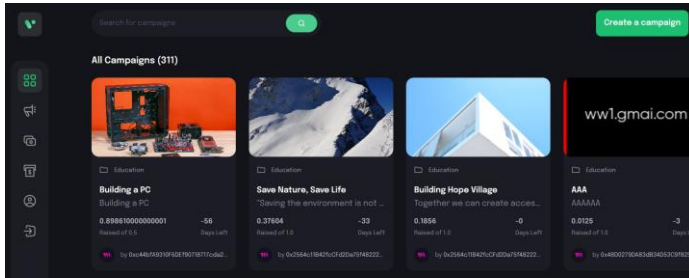 Search for campaigns
Create a campaign
All Campaigns (311)
ww1.gmai.com
Education
Education
Education
Education
Building a PC
Save Nature, Save Life
Building Hope Village
AAA
Building a PC
"Saving the environment is not ...
Together we can create acces...
AAAAAA
0.898610000000001
-56
0.37604
-33
0.1856
-0
0.0125
-3
Raised of 0.5
Days Left
Raised of 1.0
Days Left
Raised of 1.0
Days Left
Raised of 1.0
Days Left
by
by
by
by